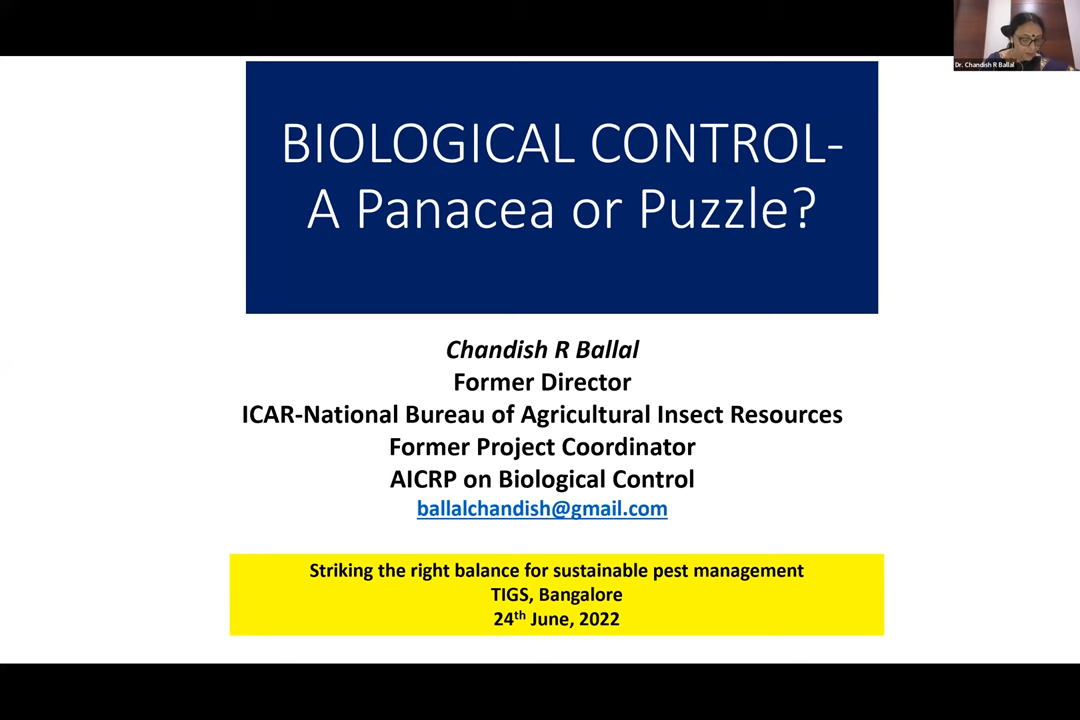 Dr. Chandish R Ballal
BIOLOGICAL CONTROL-
A Panacea or Puzzle?
Chandish R Ballal
Former Director
ICAR-National Bureau of Agricultural Insect Resources
Former Project Coordinator
AICRP on Biological Control
ballalchandish@gmail.com
Striking the right balance for sustainable pest management
TIGS, Bangalore
24th June, 2022